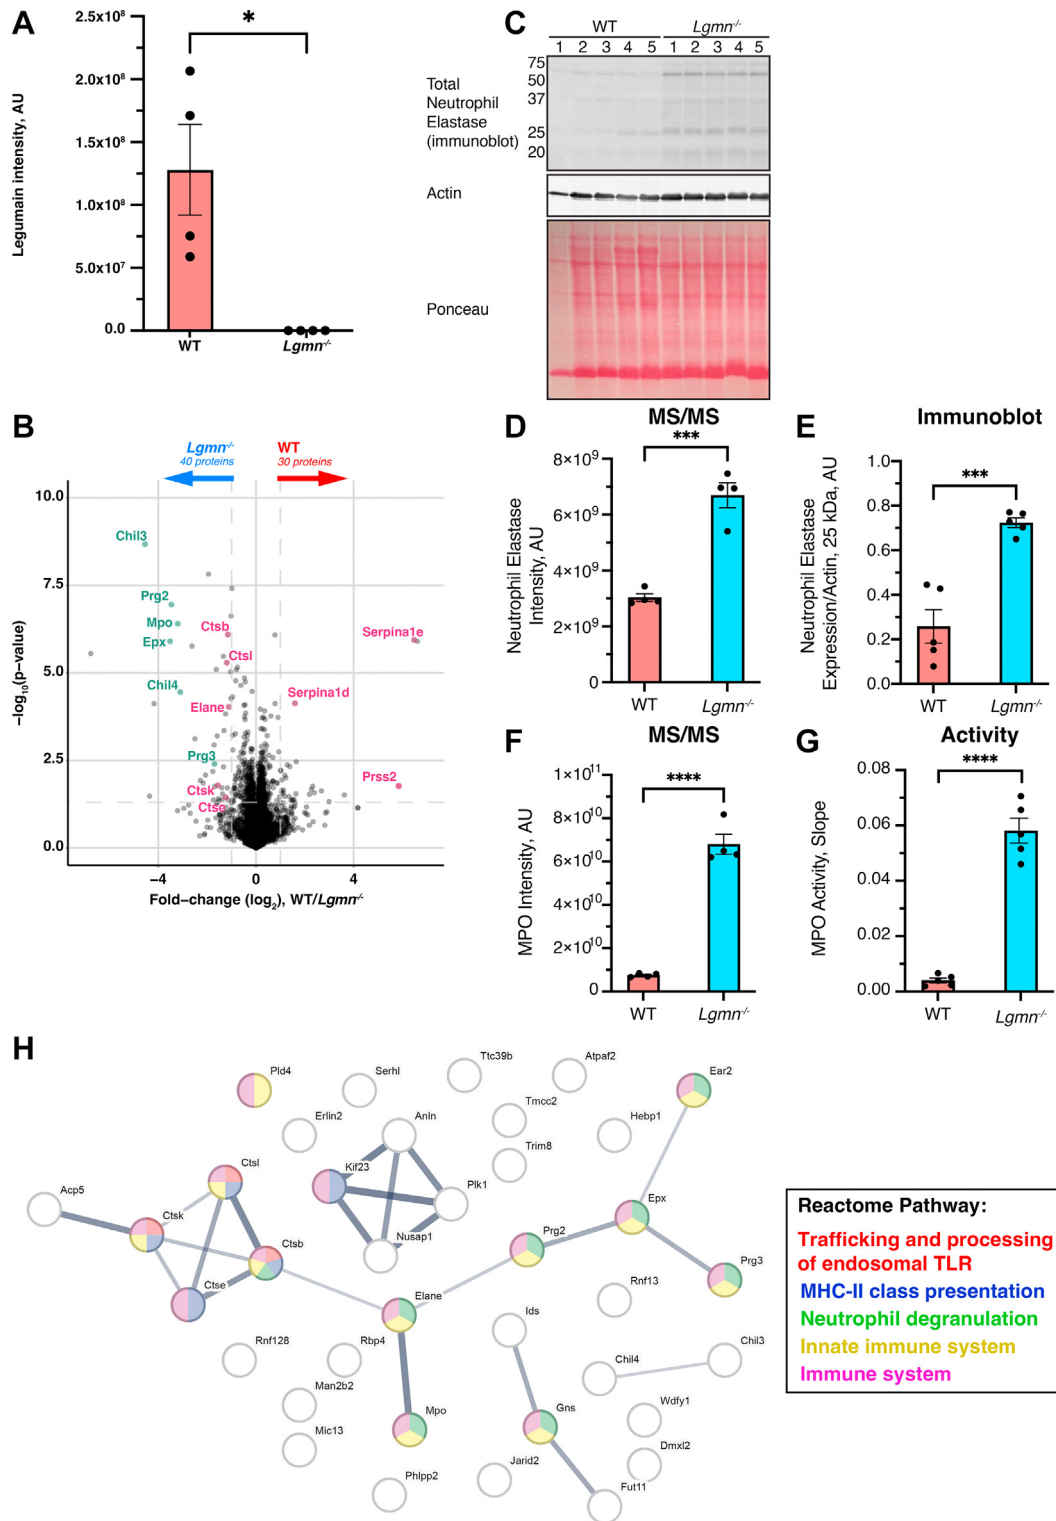 A
2.5x10⁸
2.0x10⁸
1.5x10⁸
1.0x10⁸
5.0x10⁷
0.0
Legumain intensity, AU
*
WT
Lgmn-/-
C
WT
Lgmn-/-
1 2 3 4 5 1 2 3 4 5
Total
Neutrophil
Elastase
(immunoblot)
75
50
37
25
20
Actin
Ponceau
B
Lgmn-/-
40 proteins
WT
30 proteins
10.0
7.5
5.0
2.5
0.0
−log₁₀(p−value)
Chil3
Prg2
Mpo
Epx
Chil4
Prg3
Ctsb
Ctsl
Elane
Ctsk
Ctse
Serpina1e
Serpina1d
Prss2
−4
0
4
Fold−change (log₂), WT/Lgmn-/-
D
MS/MS
***
8×10⁹
6×10⁹
4×10⁹
2×10⁹
0
Neutrophil Elastase
Intensity, AU
WT
Lgmn-/-
E
Immunoblot
***
1.0
0.8
0.6
0.4
0.2
0.0
Neutrophil Elastase
Expression/Actin, 25 kDa, AU
WT
Lgmn-/-
F
MS/MS
****
1×10¹¹
8×10¹⁰
6×10¹⁰
4×10¹⁰
2×10¹⁰
0
MPO Intensity, AU
WT
Lgmn-/-
G
Activity
****
0.08
0.06
0.04
0.02
0.00
MPO Activity, Slope
WT
Lgmn-/-
H
Ttc39b
Atpaf2
Pld4
Serhl
Ear2
Erlin2
Anln
Tmcc2
Hebp1
Trim8
Ctsl
Kif23
Plk1
Acp5
Ctsk
Epx
Nusap1
Prg2
Ctsb
Prg3
Ctse
Elane
Rnf13
Ids
Rnf128
Rbp4
Chil4
Chil3
Man2b2
Mpo
Gns
Wdfy1
Mic13
Dmxl2
Jarid2
Phlpp2
Fut11
Reactome Pathway:
Trafficking and processing
of endosomal TLR
MHC-II class presentation
Neutrophil degranulation
Innate immune system
Immune system